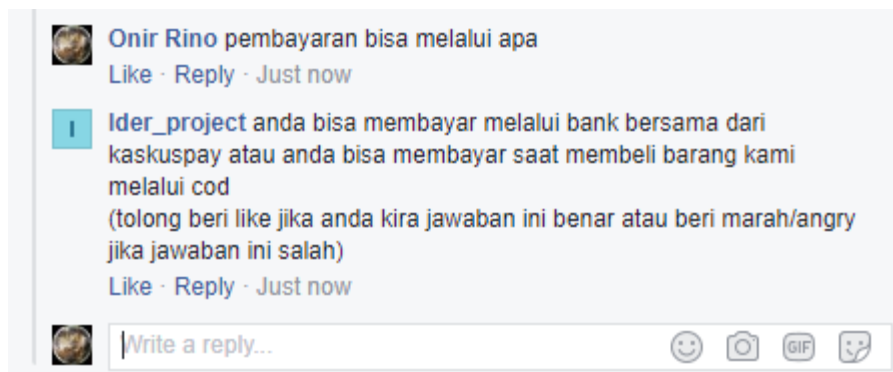 Onir Rino pembayaran bisa melalui apa
Like · Reply · Just now
I
Ider_project anda bisa membayar melalui bank bersama dari
kaskuspay atau anda bisa membayar saat membeli barang kami
melalui cod
(tolong beri like jika anda kira jawaban ini benar atau beri marah/angry
jika jawaban ini salah)
Like · Reply · Just now
Write a reply...
GIF